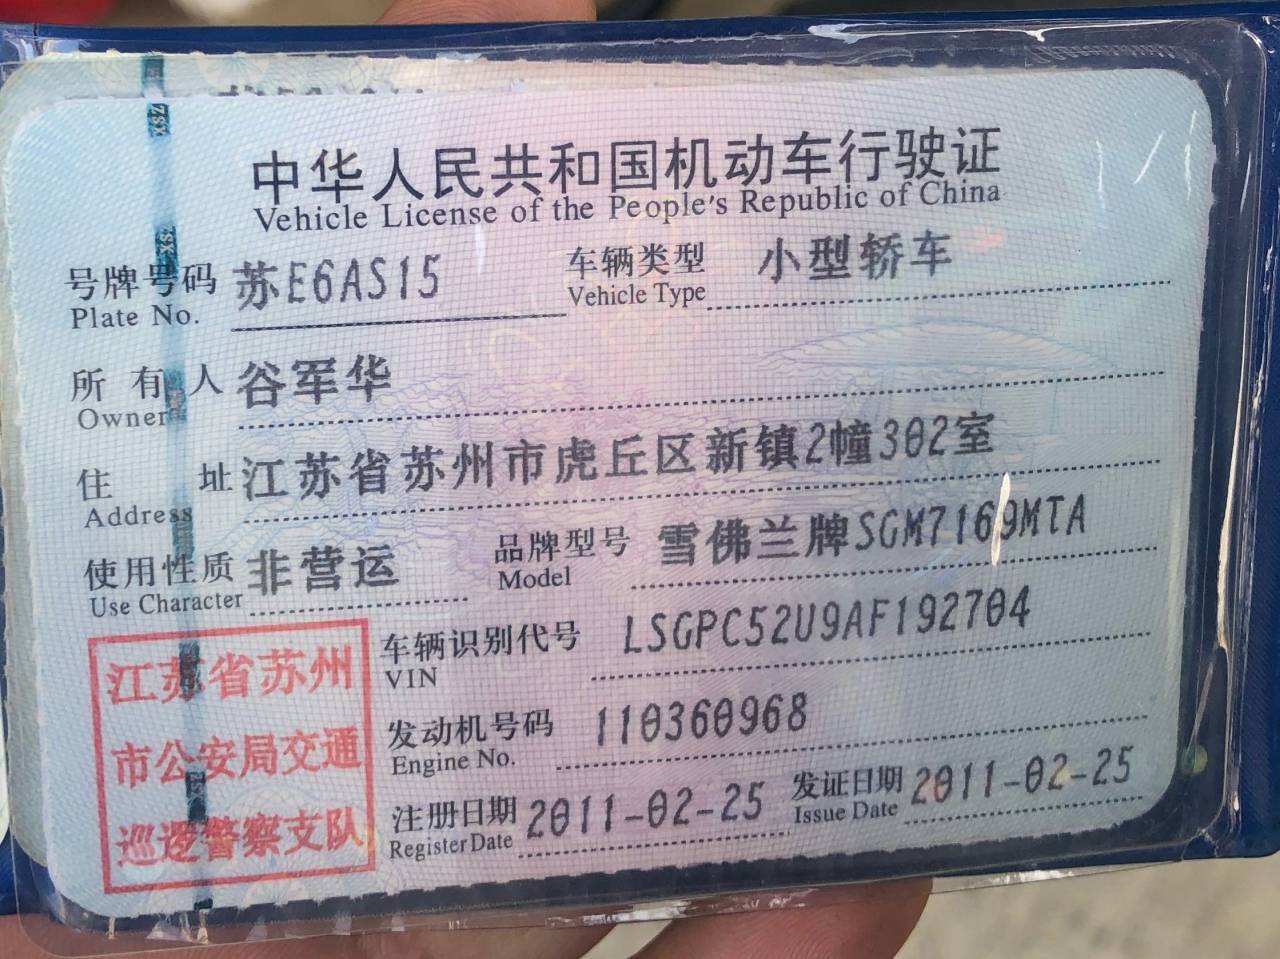 中华人民共和国机动车行驶证
Vehicle License of the People's Republic of China
号牌号码 苏E6AS15 车辆类型 小型轿车
Plate No. Vehicle Type
所有人 谷军华
Owner
住址 江苏省苏州市虎丘区新镇2幢302室
Address
使用性质 非营运 品牌型号 雪佛兰牌SGM7169MTA
Use Character Model
车辆识别代号 LSGPC52U9AF192704
VIN
发动机号码 110360968
Engine No.
注册日期 2011-02-25 发证日期 2011-02-25
Register Date Issue Date
江苏省苏州
市公安局交通
巡逻警察支队